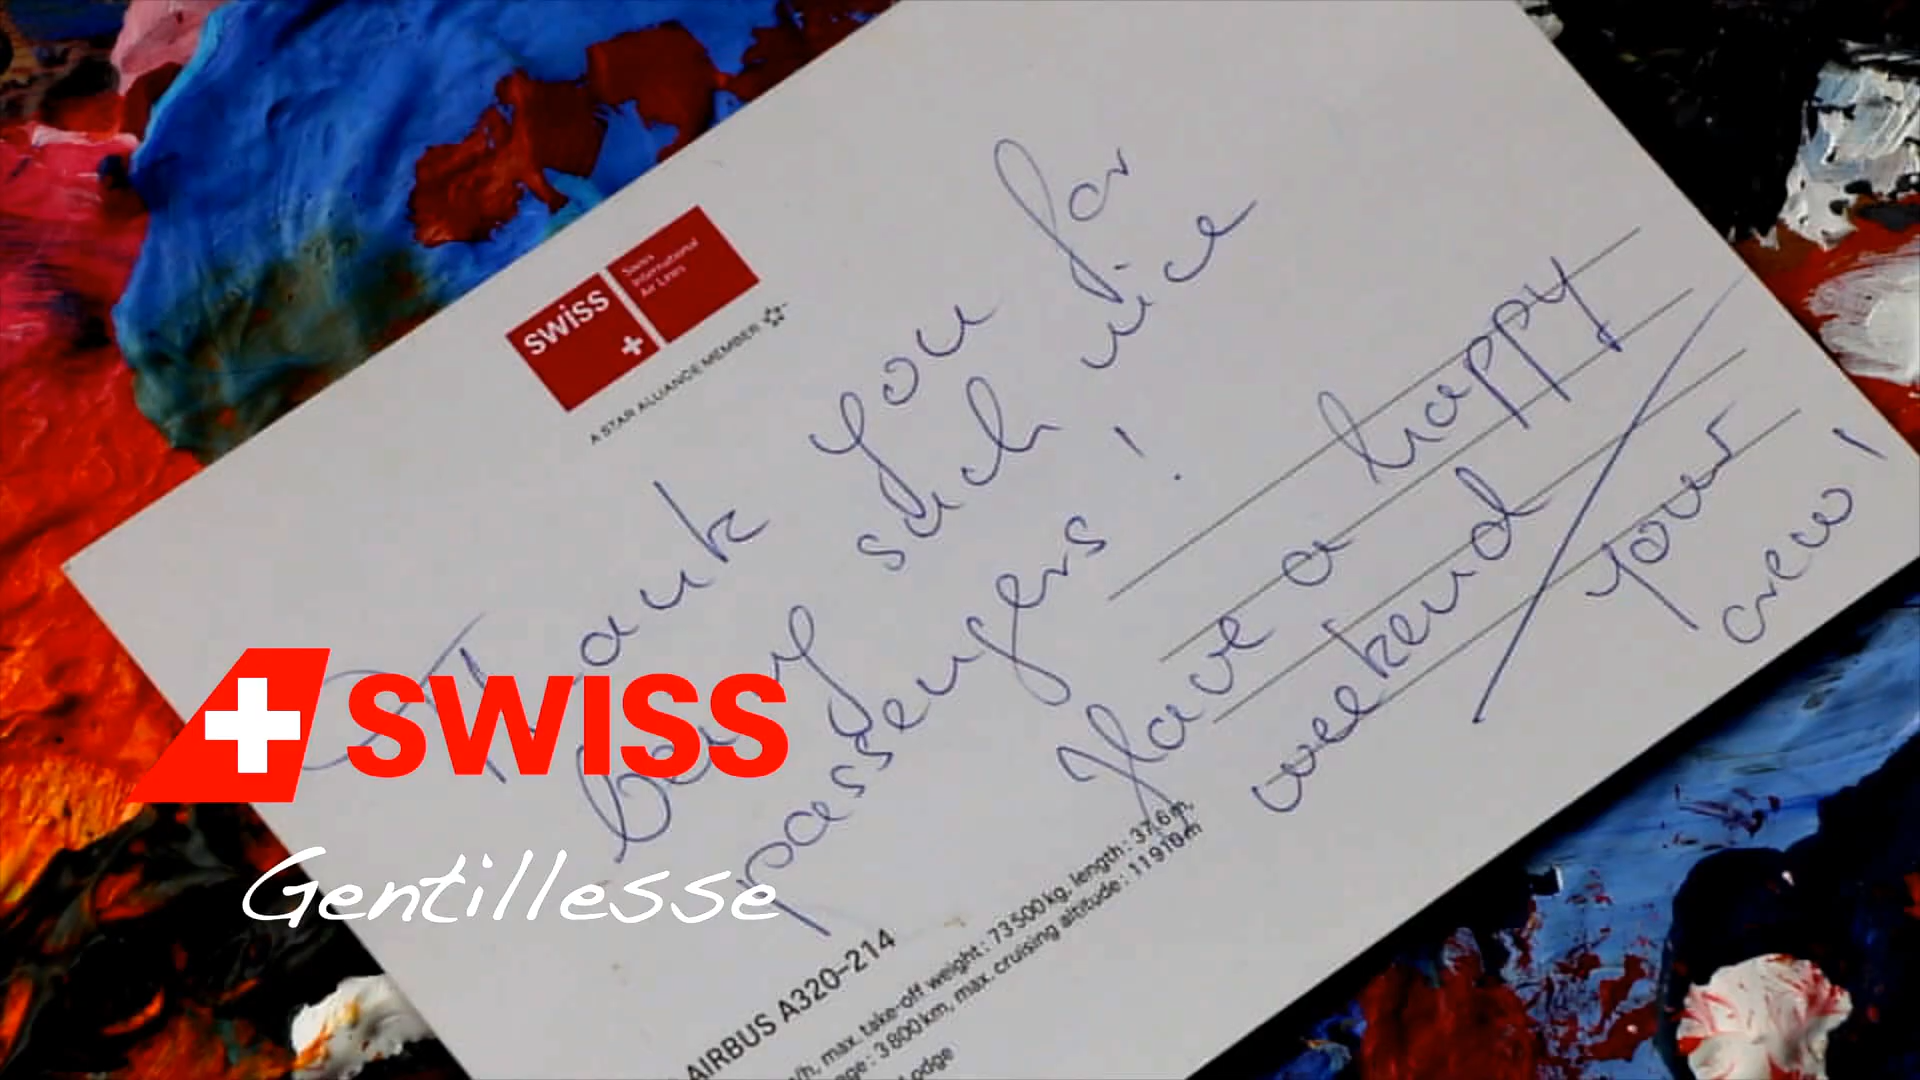 swiss
Swiss
International
Air Lines
A STAR ALLIANCE MEMBER
Thank you for
being such nice
passengers !
Have a happy
weekend / your
crew !
SWISS
Gentillesse
AIRBUS A320-214
/h, max. take-off weight : 73 500 kg, length : 37,6 m,
ge : 3 800 km, max. cruising altitude : 11 918 m